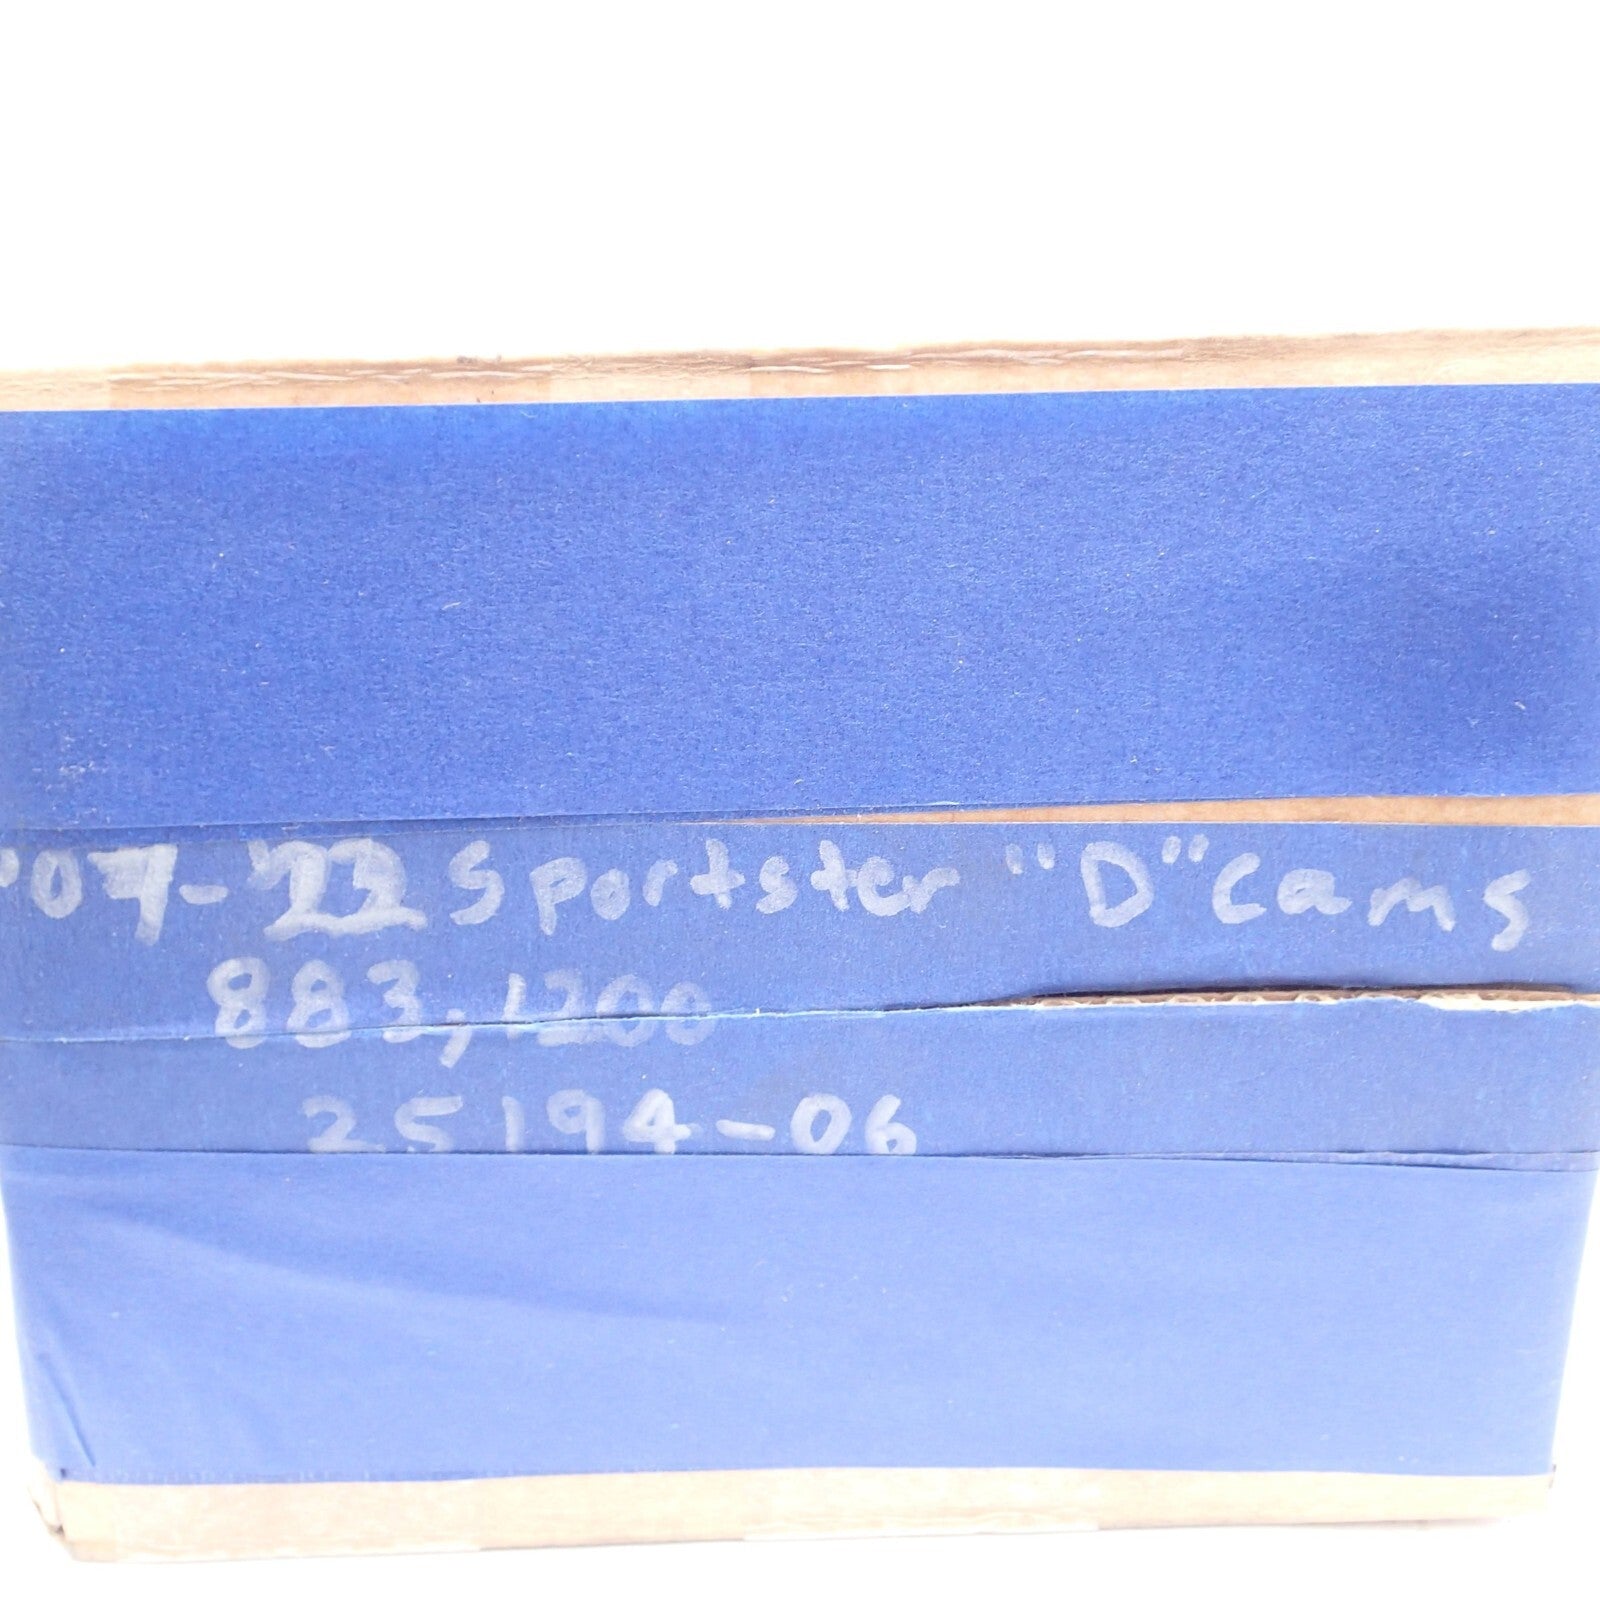 '07-'22 Sportster "D" Cams
883, 1200
25194-06